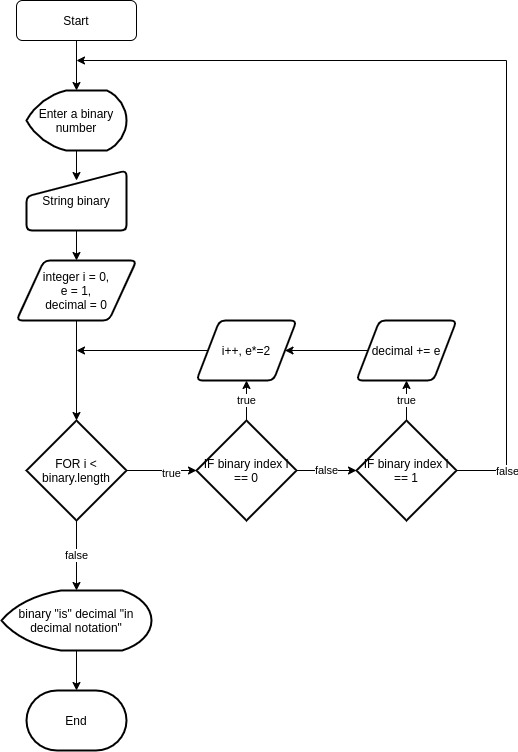 Start
Enter a binary
number
String binary
integer i = 0,
e = 1,
decimal = 0
i++, e*=2
decimal += e
true
true
FOR i <
binary.length
true
IF binary index i
== 0
false
IF binary index i
== 1
false
false
binary "is" decimal "in
decimal notation"
End